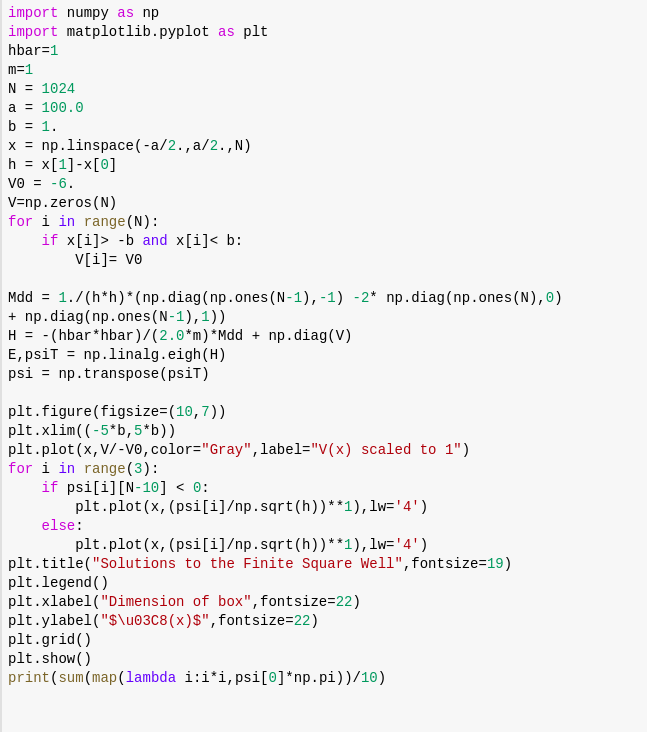 import numpy as np
import matplotlib.pyplot as plt
hbar=1
m=1
N = 1024
a = 100.0
b = 1.
x = np.linspace(-a/2.,a/2.,N)
h = x[1]-x[0]
V0 = -6.
V=np.zeros(N)
for i in range(N):
    if x[i]> -b and x[i]< b:
        V[i]= V0

Mdd = 1./(h*h)*(np.diag(np.ones(N-1),-1) -2* np.diag(np.ones(N),0)
+ np.diag(np.ones(N-1),1))
H = -(hbar*hbar)/(2.0*m)*Mdd + np.diag(V)
E,psiT = np.linalg.eigh(H)
psi = np.transpose(psiT)

plt.figure(figsize=(10,7))
plt.xlim((-5*b,5*b))
plt.plot(x,V/-V0,color="Gray",label="V(x) scaled to 1")
for i in range(3):
    if psi[i][N-10] < 0:
        plt.plot(x,(psi[i]/np.sqrt(h))**1),lw='4')
    else:
        plt.plot(x,(psi[i]/np.sqrt(h))**1),lw='4')
plt.title("Solutions to the Finite Square Well",fontsize=19)
plt.legend()
plt.xlabel("Dimension of box",fontsize=22)
plt.ylabel("$\u03C8(x)$",fontsize=22)
plt.grid()
plt.show()
print(sum(map(lambda i:i*i,psi[0]*np.pi))/10)